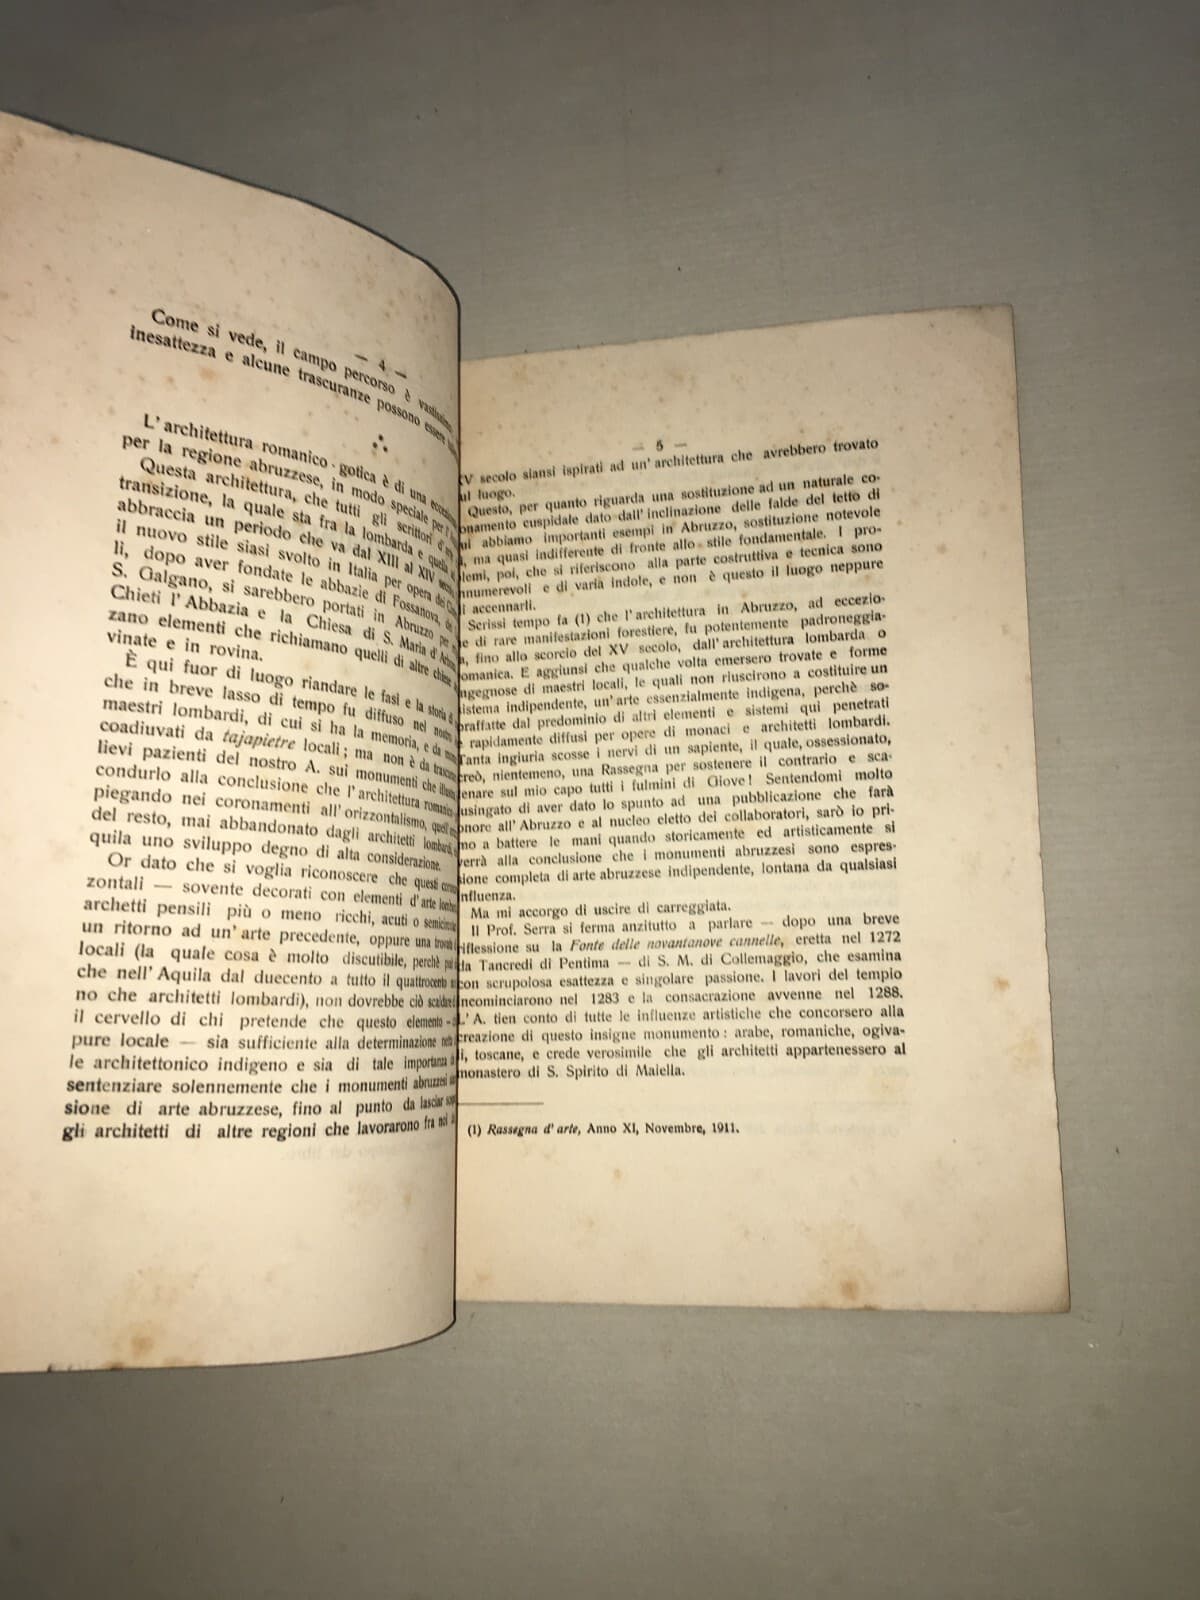 — 4 —
Come si vede, il campo percorso è vastissimo,
inesattezza e alcune trascuranze possono essere
∴
L'architettura romanico-gotica è di una
per la regione abruzzese, in modo speciale per l'
Questa architettura, che tutti gli scrittori d'
transizione, la quale sta fra la lombarda e quella
abbraccia un periodo che va dal XIII al XIV
il nuovo stile siasi svolto in Italia per opera dei
li, dopo aver fondate le abbazie di Fossanova, di
S. Galgano, si sarebbero portati in Abruzzo per
Chieti l'Abbazia e la Chiesa di S. Maria d'
zano elementi che richiamano quelli di altre chiese
vinate e in rovina.
È qui fuor di luogo riandare le fasi e la storia
che in breve lasso di tempo fu diffuso nel nostro
maestri lombardi, di cui si ha la memoria, e da
coadiuvati da tajapietre locali; ma non è da
lievi pazienti del nostro A. sui monumenti che
condurlo alla conclusione che l'architettura
piegando nei coronamenti all'orizzontalismo,
del resto, mai abbandonato dagli architetti
quila uno sviluppo degno di alta considerazione.
Or dato che si voglia riconoscere che questi
zontali — sovente decorati con elementi d'arte
archetti pensili più o meno ricchi, acuti o
un ritorno ad un'arte precedente, oppure una
locali (la quale cosa è molto discutibile, perchè
che nell'Aquila dal duecento a tutto il quattrocento
no che architetti lombardi), non dovrebbe ciò
il cervello di chi pretende che questo elemento -
pure locale — sia sufficiente alla determinazione
le architettonico indigeno e sia di tale importanza
sentenziare solennemente che i monumenti abruzzesi
sione di arte abruzzese, fino al punto da lasciar
gli architetti di altre regioni che lavorarono fra noi
— 5 —
XV secolo siansi ispirati ad un'architettura che avrebbero trovato
sul luogo.
Questo, per quanto riguarda una sostituzione ad un naturale co-
ronamento cuspidale dato dall'inclinazione delle falde del tetto di
cui abbiamo importanti esempi in Abruzzo, sostituzione notevole
sì, ma quasi indifferente di fronte allo stile fondamentale. I pro-
blemi, poi, che si riferiscono alla parte costruttiva e tecnica sono
innumerevoli e di varia indole, e non è questo il luogo neppure
di accennarli.
Scrissi tempo fa (1) che l'architettura in Abruzzo, ad eccezio-
ne di rare manifestazioni forestiere, fu potentemente padroneggia-
ta, fino allo scorcio del XV secolo, dall'architettura lombarda o
romanica. E aggiunsi che qualche volta emersero trovate e forme
ingegnose di maestri locali, le quali non riuscirono a costituire un
sistema indipendente, un'arte essenzialmente indigena, perchè so-
praffatte dal predominio di altri elementi e sistemi qui penetrati
e rapidamente diffusi per opere di monaci e architetti lombardi.
Tanta ingiuria scosse i nervi di un sapiente, il quale, ossessionato,
creò, nientemeno, una Rassegna per sostenere il contrario e sca-
tenare sul mio capo tutti i fulmini di Giove! Sentendomi molto
lusingato di aver dato lo spunto ad una pubblicazione che farà
onore all'Abruzzo e al nucleo eletto dei collaboratori, sarò io pri-
mo a battere le mani quando storicamente ed artisticamente si
verrà alla conclusione che i monumenti abruzzesi sono espres-
sione completa di arte abruzzese indipendente, lontana da qualsiasi
influenza.
Ma mi accorgo di uscire di carreggiata.
Il Prof. Serra si ferma anzitutto a parlare — dopo una breve
riflessione su la Fonte delle novantanove cannelle, eretta nel 1272
da Tancredi di Pentima — di S. M. di Collemaggio, che esamina
con scrupolosa esattezza e singolare passione. I lavori del tempio
incominciarono nel 1283 e la consacrazione avvenne nel 1288.
L'A. tien conto di tutte le influenze artistiche che concorsero alla
creazione di questo insigne monumento: arabe, romaniche, ogiva-
li, toscane, e crede verosimile che gli architetti appartenessero al
monastero di S. Spirito di Maiella.
(1) Rassegna d'arte, Anno XI, Novembre, 1911.